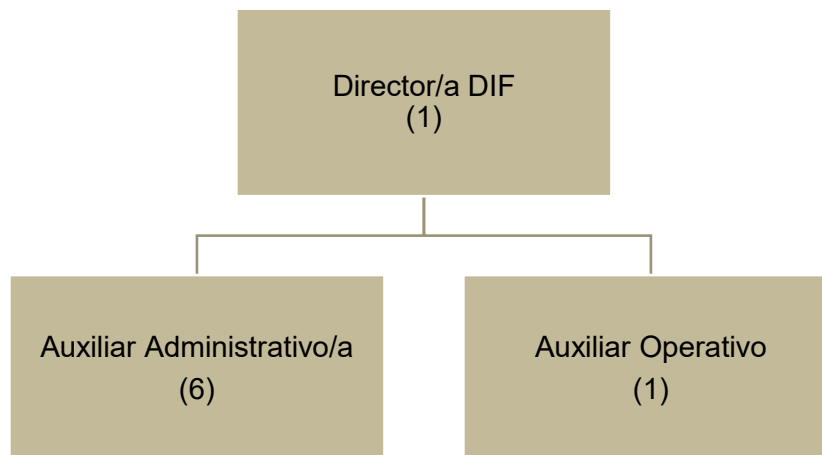 Director/a DIF
(1)
Auxiliar Administrativo/a
(6)
Auxiliar Operativo
(1)